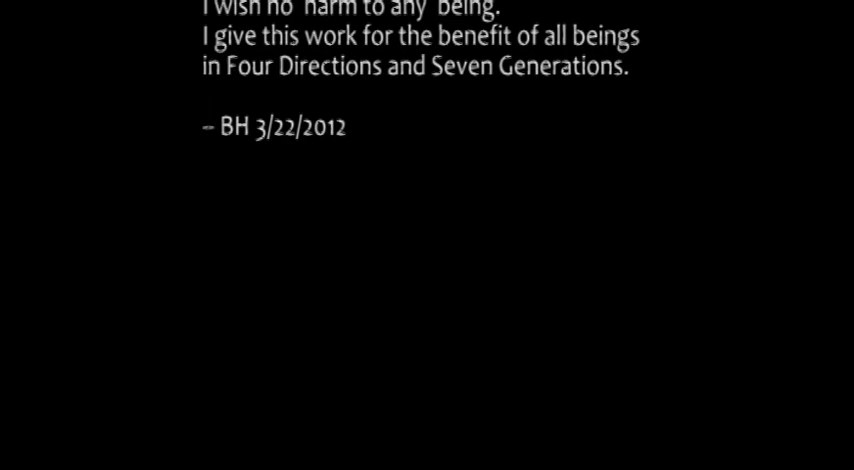 I wish no harm to any being.
I give this work for the benefit of all beings
in Four Directions and Seven Generations.
-- BH 3/22/2012